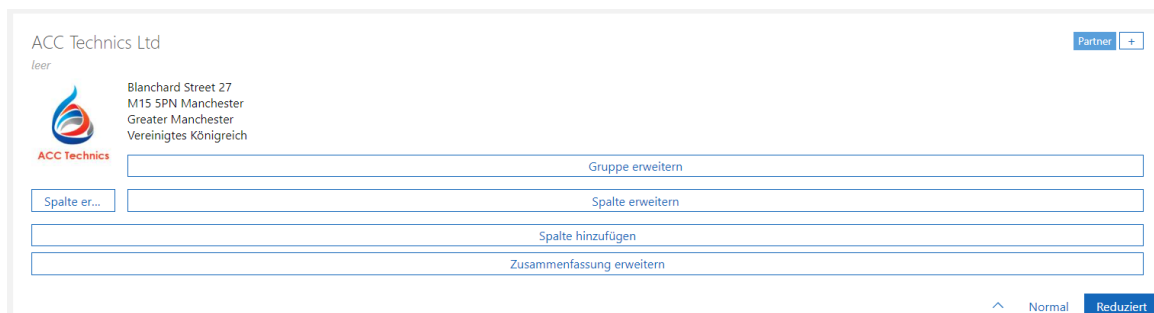 ACC Technics Ltd
Partner +
leer
Blanchard Street 27
M15 5PN Manchester
Greater Manchester
Vereinigtes Königreich
ACC Technics
Gruppe erweitern
Spalte er... Spalte erweitern
Spalte hinzufügen
Zusammenfassung erweitern
Normal Reduziert